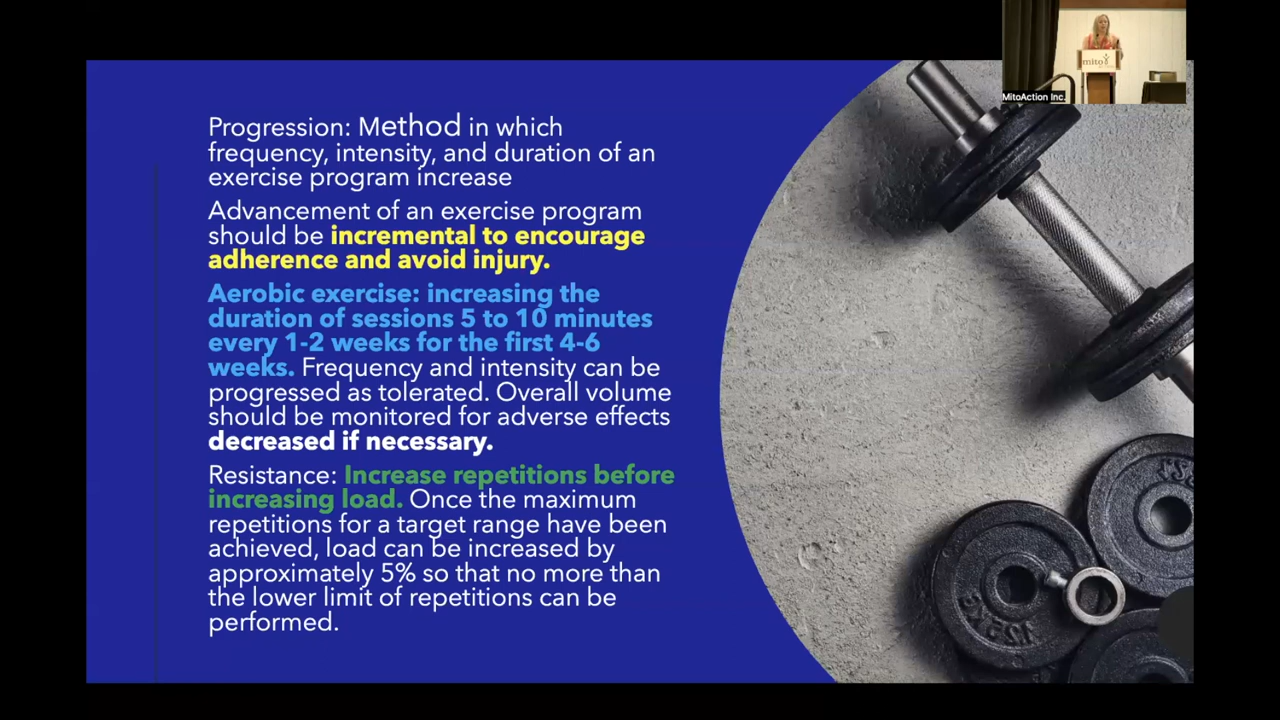 Progression: Method in which
frequency, intensity, and duration of an
exercise program increase
Advancement of an exercise program
should be incremental to encourage
adherence and avoid injury.
Aerobic exercise: increasing the
duration of sessions 5 to 10 minutes
every 1-2 weeks for the first 4-6
weeks. Frequency and intensity can be
progressed as tolerated. Overall volume
should be monitored for adverse effects
decreased if necessary.
Resistance: Increase repetitions before
increasing load. Once the maximum
repetitions for a target range have been
achieved, load can be increased by
approximately 5% so that no more than
the lower limit of repetitions can be
performed.
mito
MitoAction Inc.